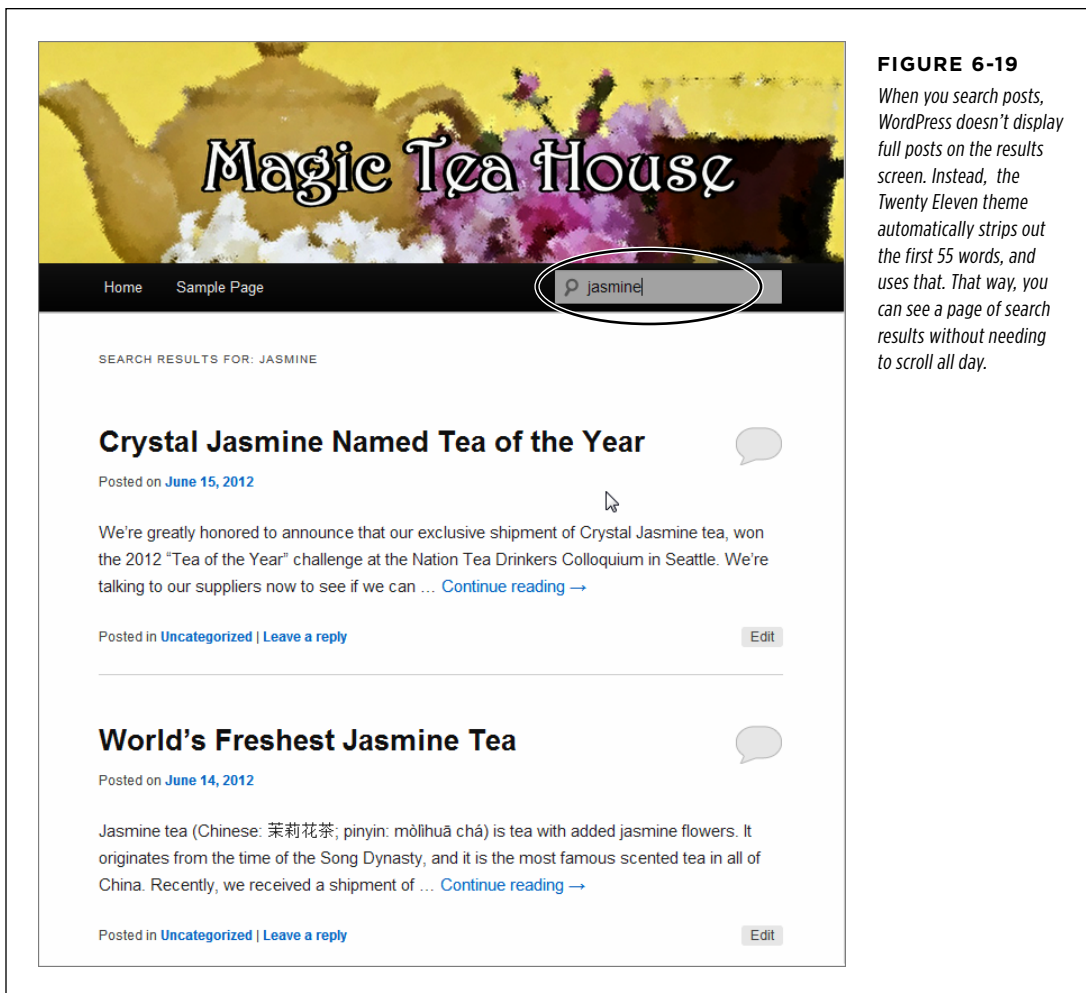 Magic Tea House
Home Sample Page
jasmine
SEARCH RESULTS FOR: JASMINE
Crystal Jasmine Named Tea of the Year
Posted on June 15, 2012
We’re greatly honored to announce that our exclusive shipment of Crystal Jasmine tea, won
the 2012 “Tea of the Year” challenge at the Nation Tea Drinkers Colloquium in Seattle. We’re
talking to our suppliers now to see if we can … Continue reading →
Posted in Uncategorized | Leave a reply
Edit
World’s Freshest Jasmine Tea
Posted on June 14, 2012
Jasmine tea (Chinese: 茉莉花茶; pinyin: mòlìhuā chá) is tea with added jasmine flowers. It
originates from the time of the Song Dynasty, and it is the most famous scented tea in all of
China. Recently, we received a shipment of … Continue reading →
Posted in Uncategorized | Leave a reply
Edit
FIGURE 6-19
When you search posts,
WordPress doesn’t display
full posts on the results
screen. Instead, the
Twenty Eleven theme
automatically strips out
the first 55 words, and
uses that. That way, you
can see a page of search
results without needing
to scroll all day.